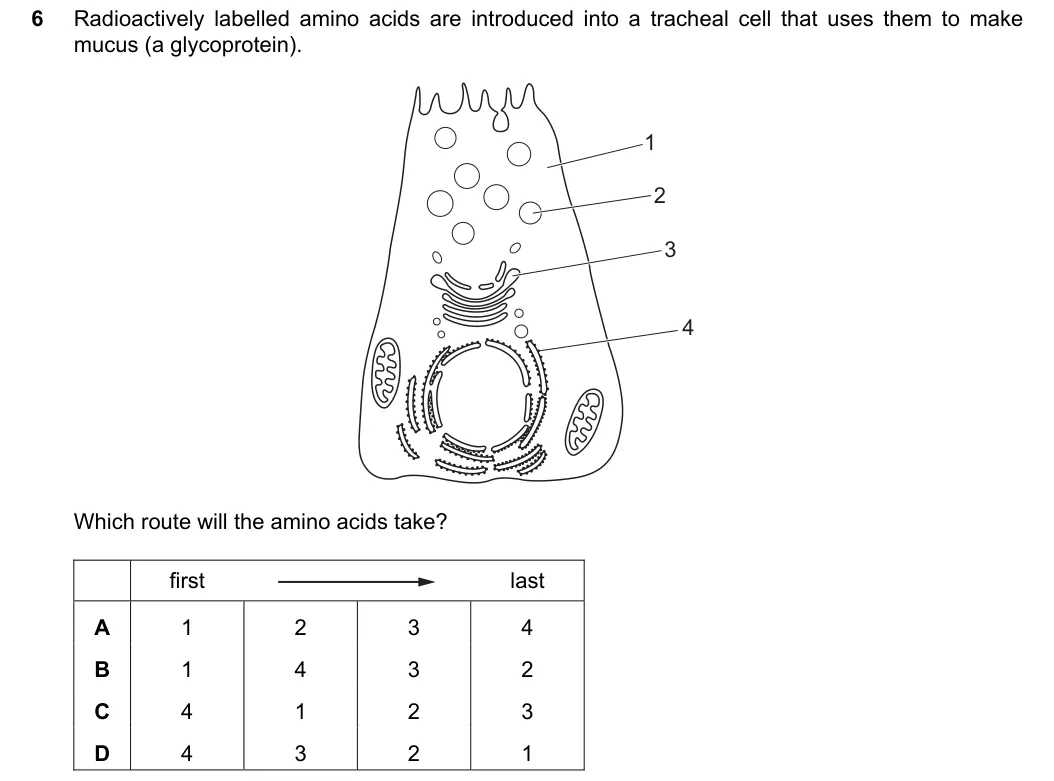 6 Radioactively labelled amino acids are introduced into a tracheal cell that uses them to make
mucus (a glycoprotein).
1
2
3
4
Which route will the amino acids take?
first last
A 1 2 3 4
B 1 4 3 2
C 4 1 2 3
D 4 3 2 1